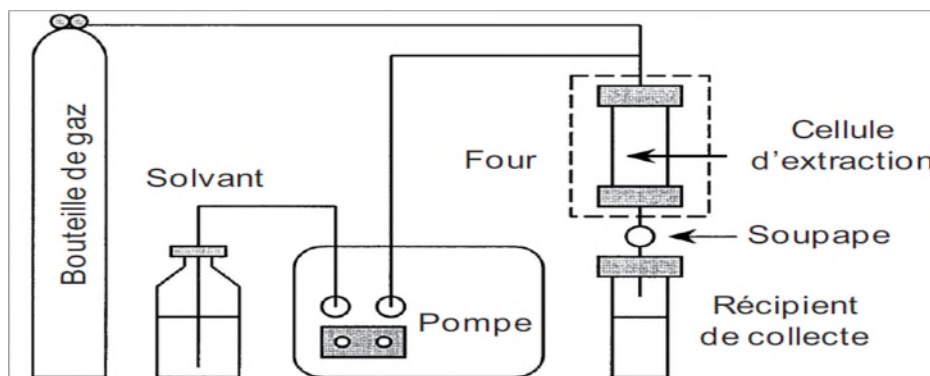 Bouteille de gaz
Solvant
Four
Cellule
d'extraction
Soupape
Pompe
Récipient
de collecte